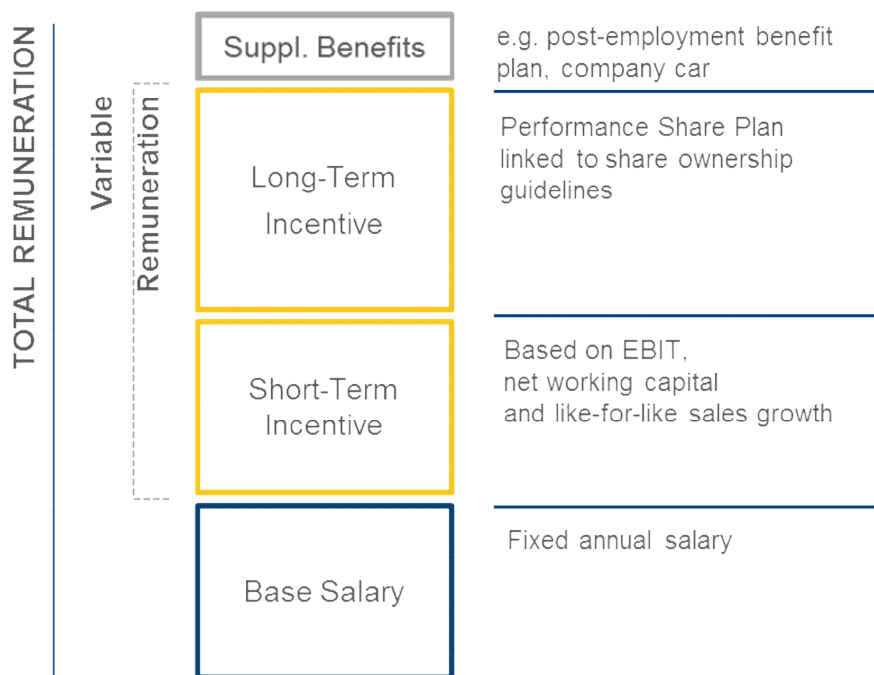 TOTAL REMUNERATION
Variable
Remuneration
Suppl. Benefits
e.g. post-employment benefit
plan, company car
Long-Term
Incentive
Performance Share Plan
linked to share ownership
guidelines
Short-Term
Incentive
Based on EBIT,
net working capital
and like-for-like sales growth
Base Salary
Fixed annual salary